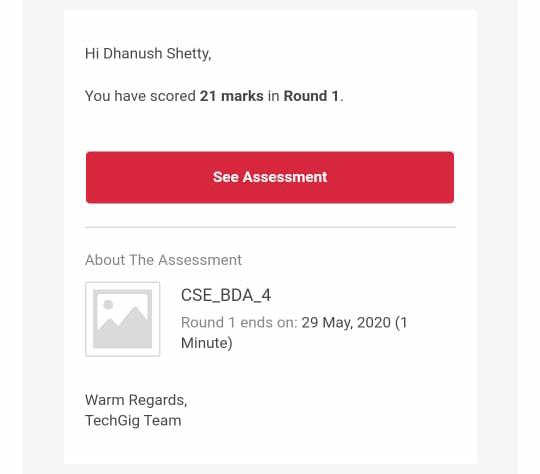 Hi Dhanush Shetty,
You have scored 21 marks in Round 1.
See Assessment
About The Assessment
CSE_BDA_4
Round 1 ends on: 29 May, 2020 (1
Minute)
Warm Regards,
TechGig Team